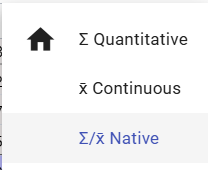 Σ Quantitative
x̄ Continuous
Σ/x̄ Native